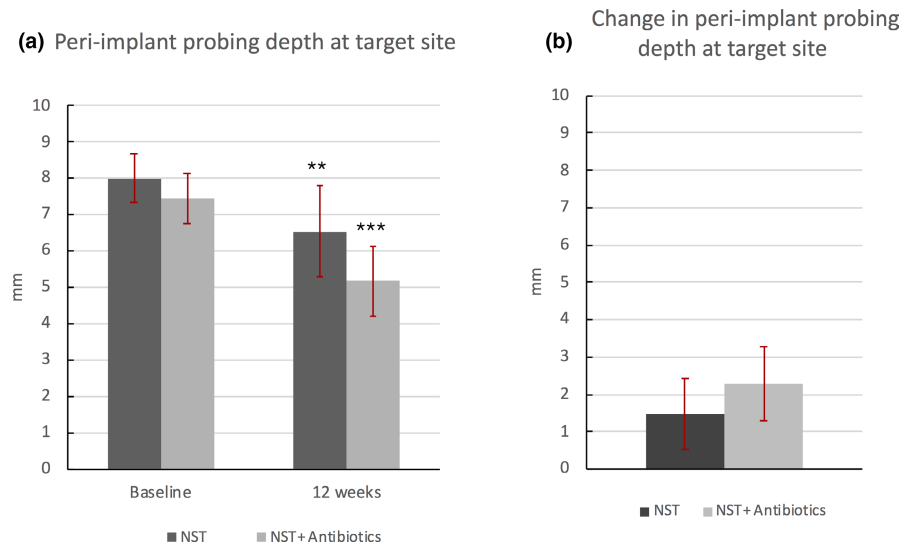 (a) Peri-implant probing depth at target site
10
9
8
7
6
5
4
3
2
1
0
mm
**
***
Baseline
12 weeks
NST
NST+ Antibiotics
(b) Change in peri-implant probing
depth at target site
10
9
8
7
6
5
4
3
2
1
0
mm
NST
NST+ Antibiotics